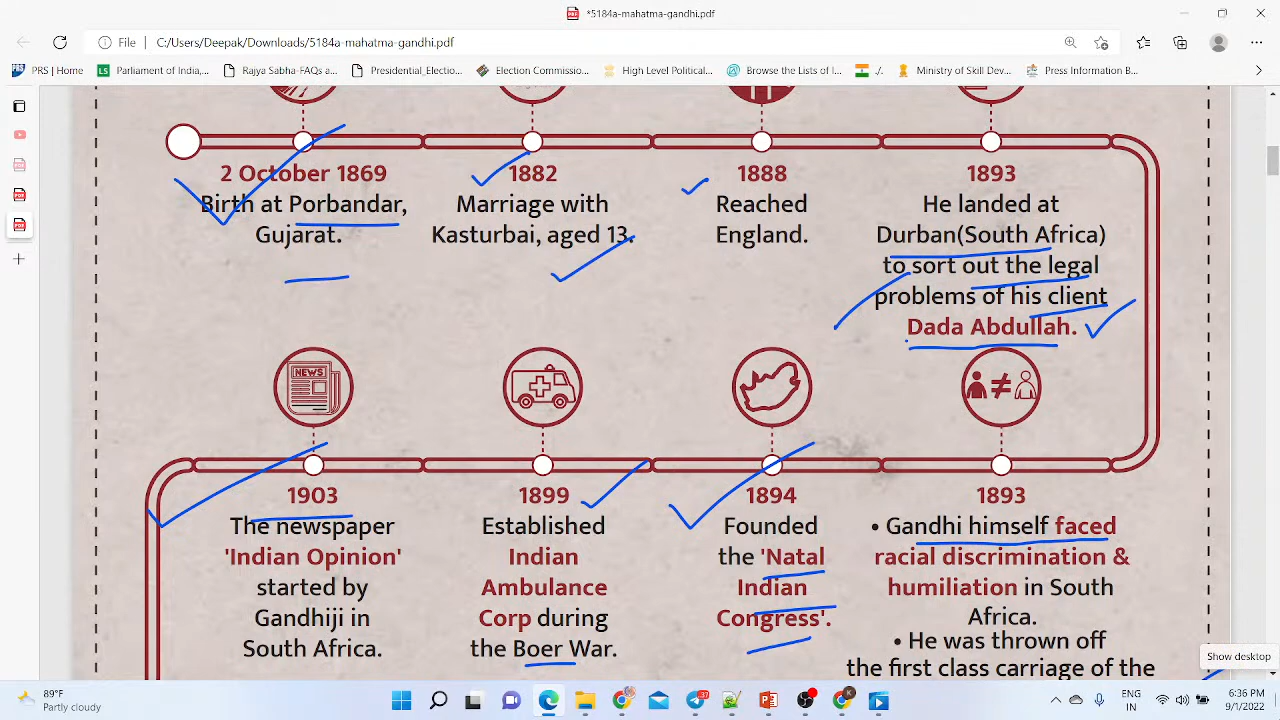 *5184a-mahatma-gandhi.pdf
File C:/Users/Deepak/Downloads/5184a-mahatma-gandhi.pdf
PRS | Home Parliament of India,... Rajya Sabha-FAQs a... Presidential_Electio... Election Commissio... High Level Political... Browse the Lists of I... ./. Ministry of Skill Dev... Press Information B...
2 October 1869
Birth at Porbandar,
Gujarat.
1882
Marriage with
Kasturbai, aged 13.
1888
Reached
England.
1893
He landed at
Durban(South Africa)
to sort out the legal
problems of his client
Dada Abdullah.
NEWS
1903
The newspaper
'Indian Opinion'
started by
Gandhiji in
South Africa.
1899
Established
Indian
Ambulance
Corp during
the Boer War.
1894
Founded
the 'Natal
Indian
Congress'.
1893
• Gandhi himself faced
racial discrimination &
humiliation in South
Africa.
• He was thrown off
the first class carriage of the
Show desktop
89°F
Partly cloudy
37
K
ENG
IN
6:36 PM
9/1/2022